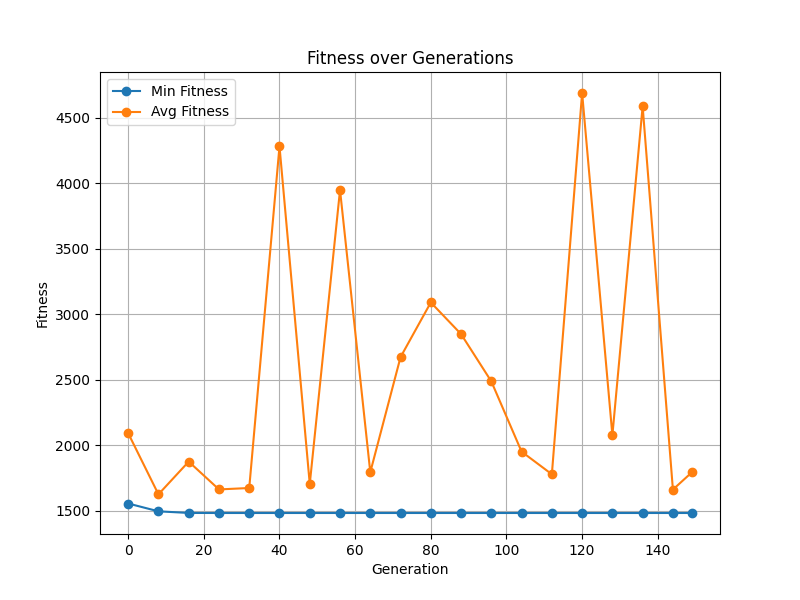 Fitness over Generations
Min Fitness
Avg Fitness
4500
4000
3500
3000
2500
2000
1500
Fitness
0 20 40 60 80 100 120 140
Generation